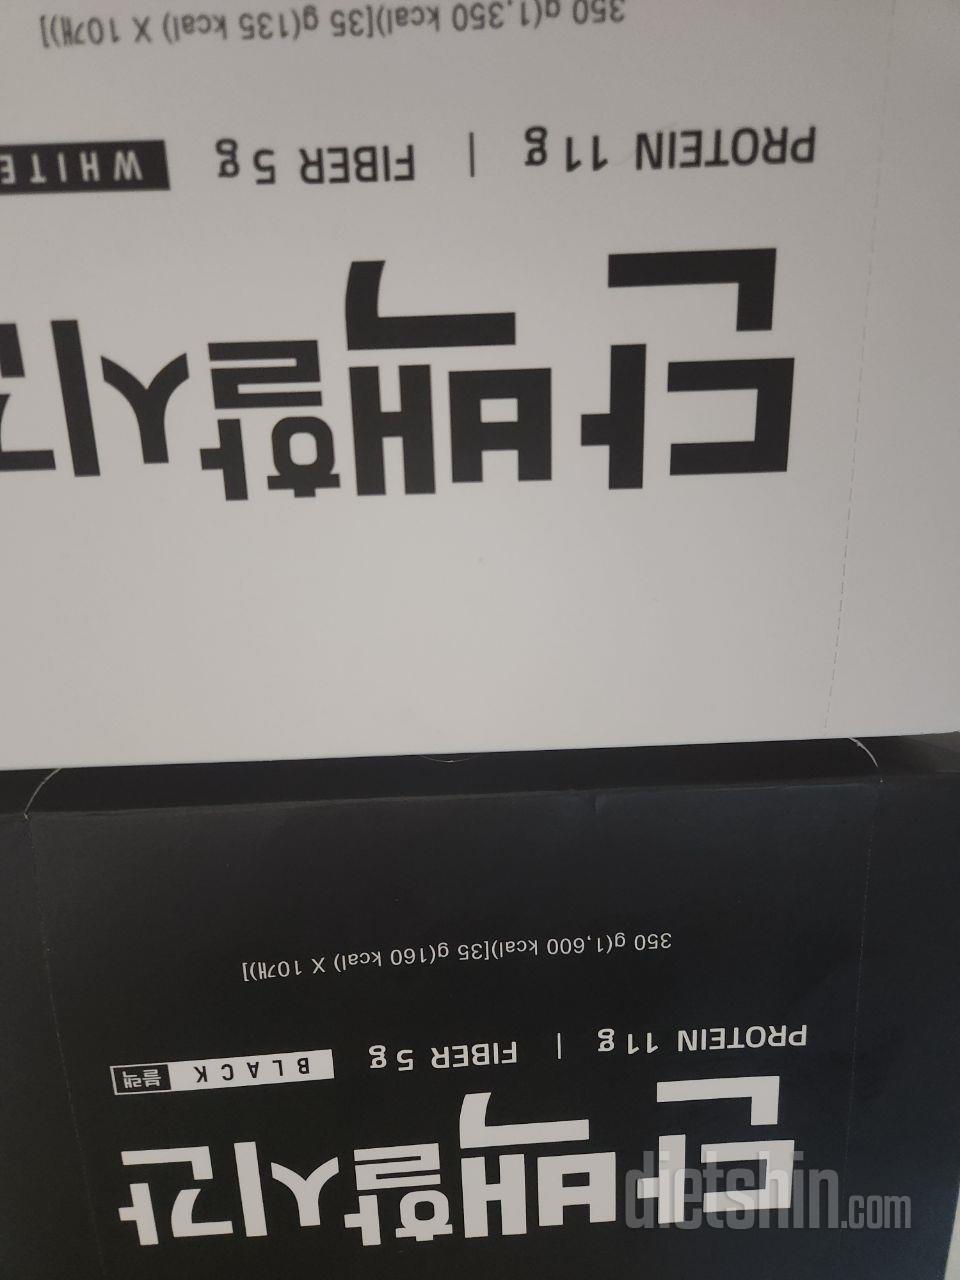 단백할시간
PROTEIN 11 g | FIBER 5 g BLACK 블랙
350 g(1,600 kcal)[35 g(160 kcal) X 10개]
단백할시간
PROTEIN 11 g | FIBER 5 g WHITE
350 g(1,350 kcal)[35 g(135 kcal) X 10개]
dietshin.com